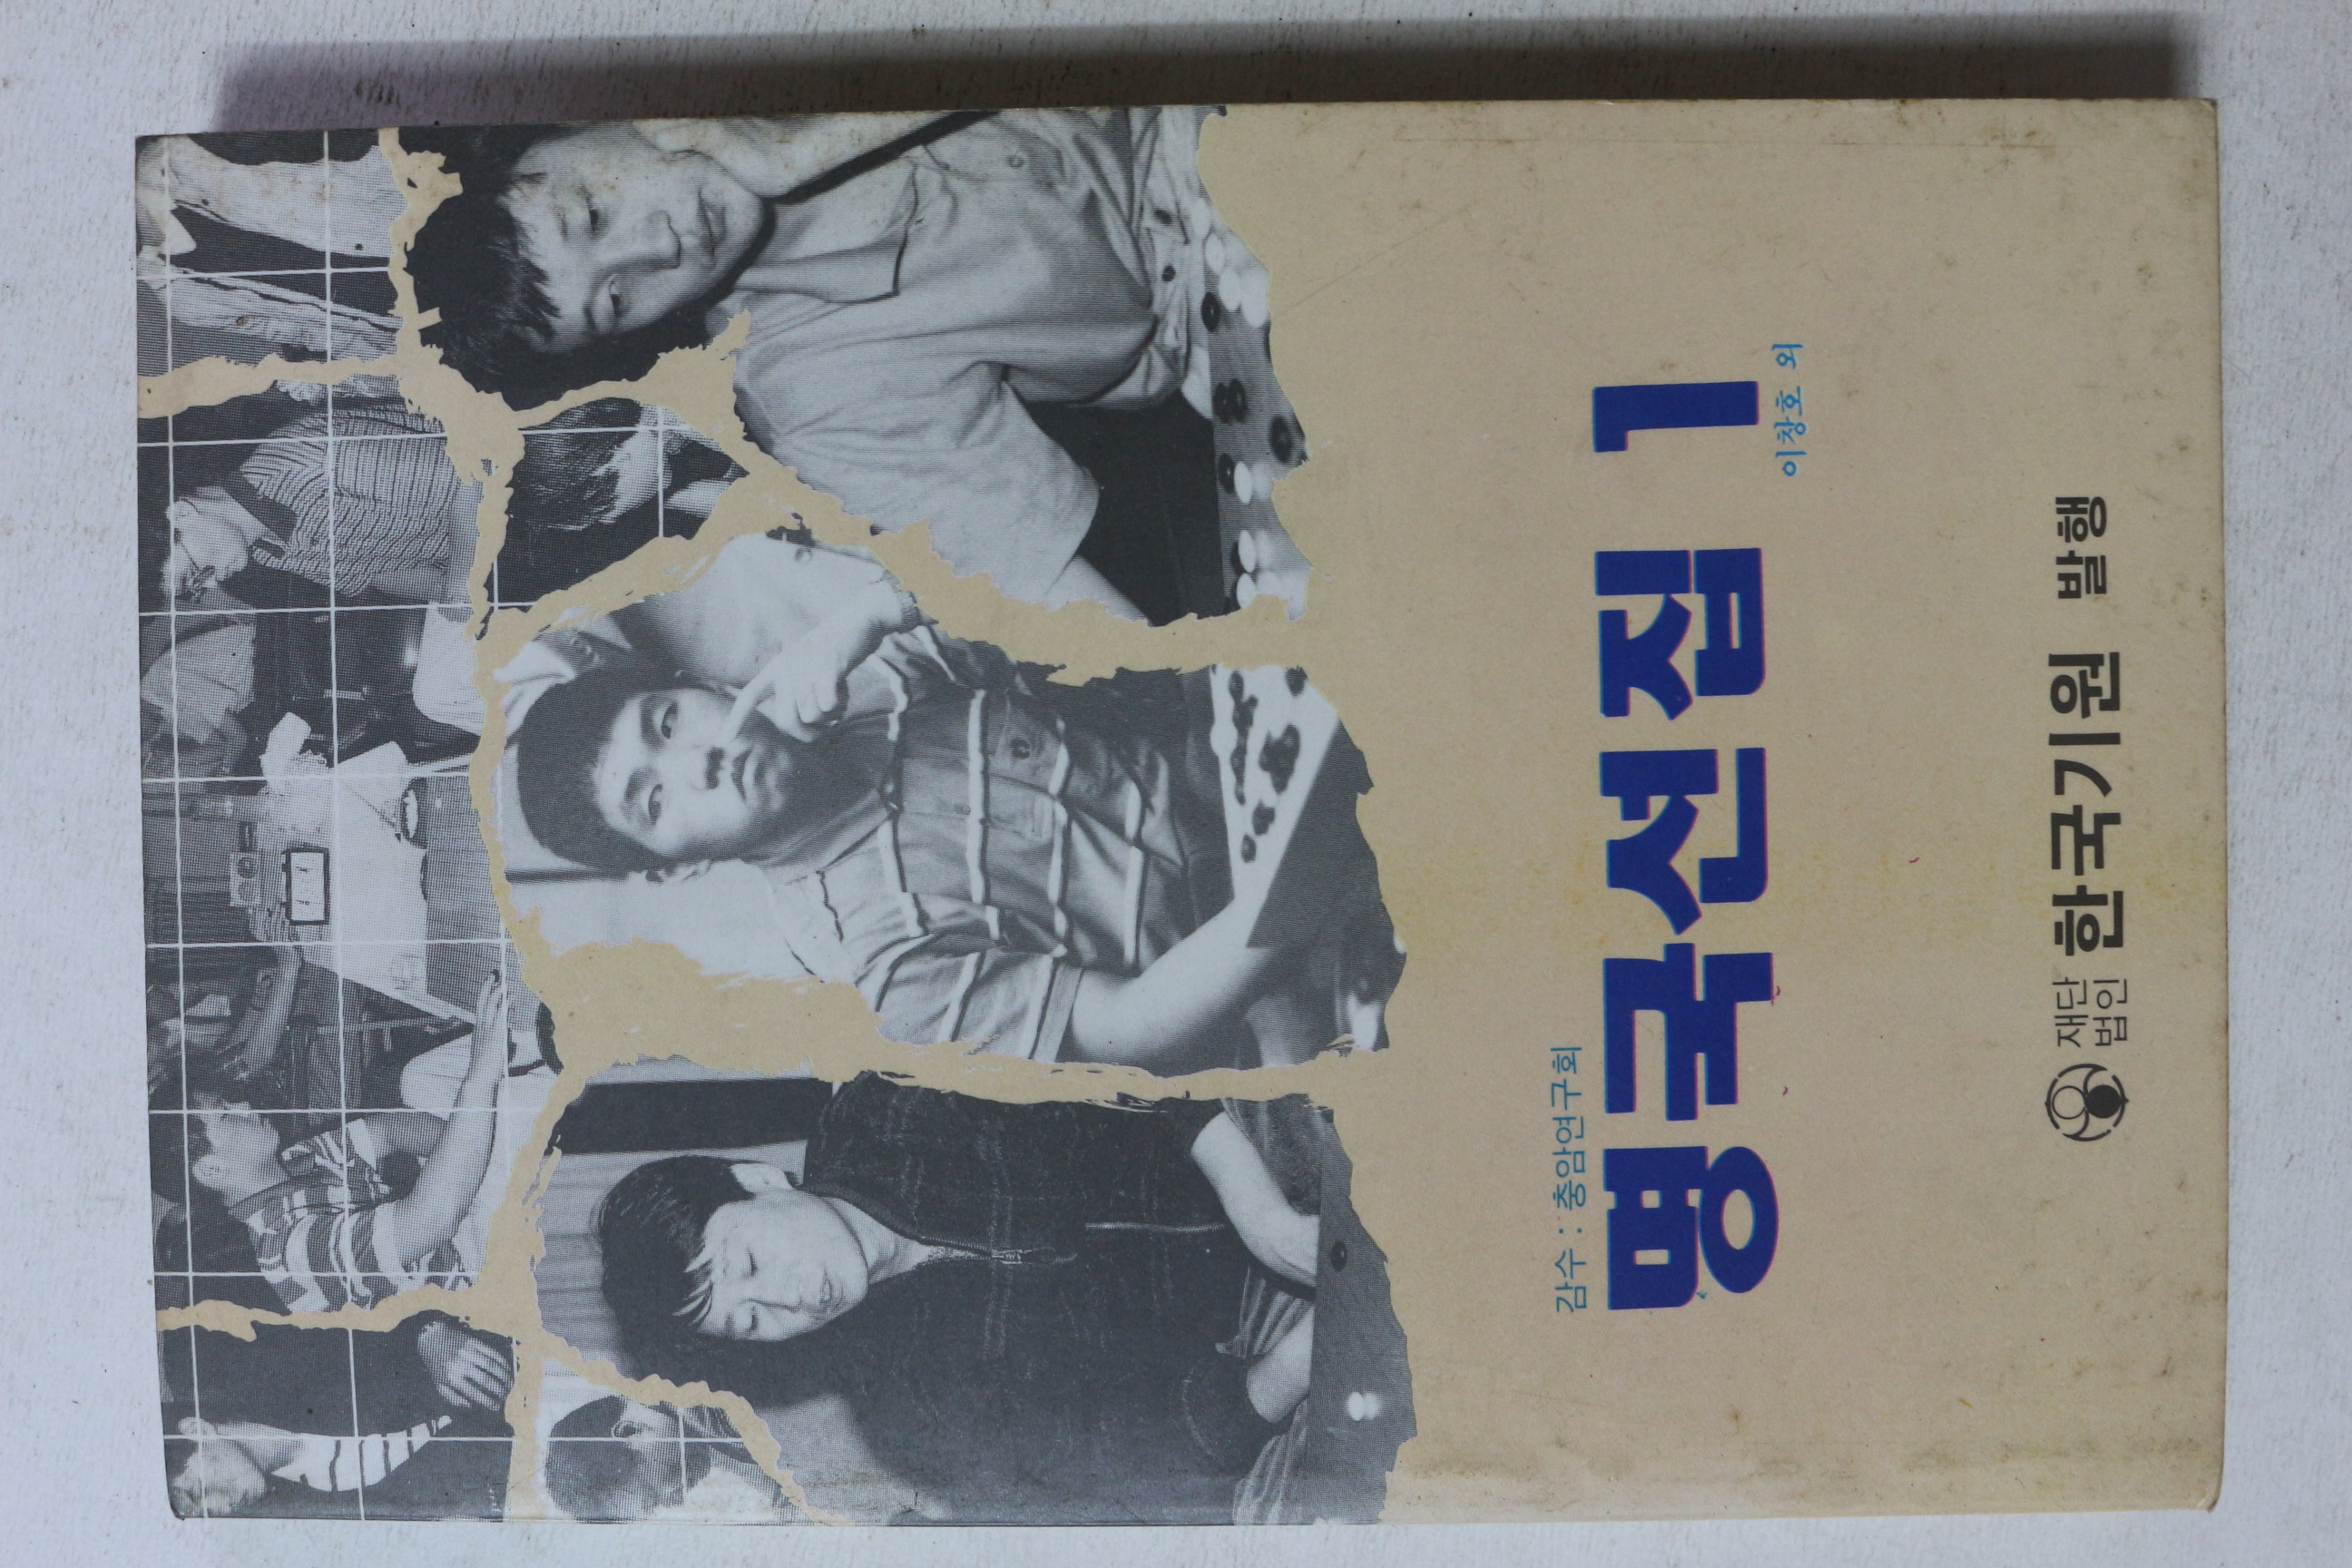 감수 : 충암연구회
명국선집 1
이창호 외
재단
법인
한국기원 발행